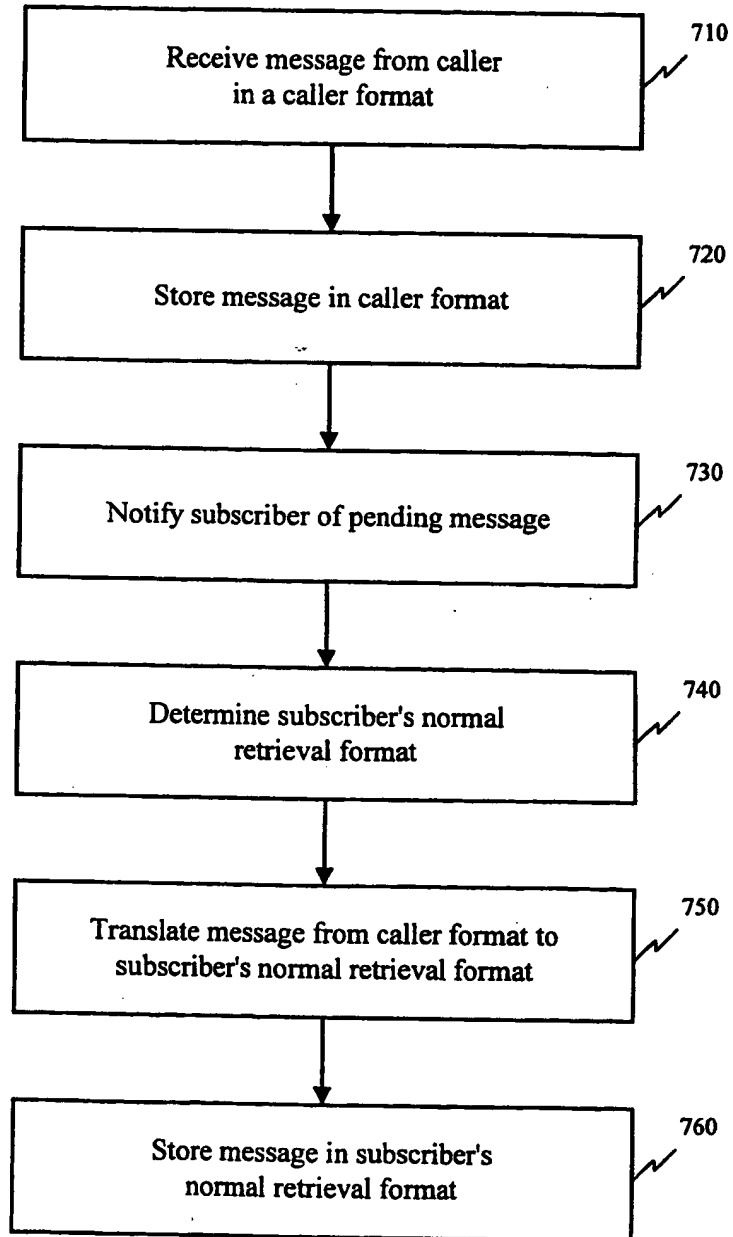 710
Receive message from caller
in a caller format
720
Store message in caller format
730
Notify subscriber of pending message
740
Determine subscriber's normal
retrieval format
750
Translate message from caller format to
subscriber's normal retrieval format
760
Store message in subscriber's
normal retrieval format